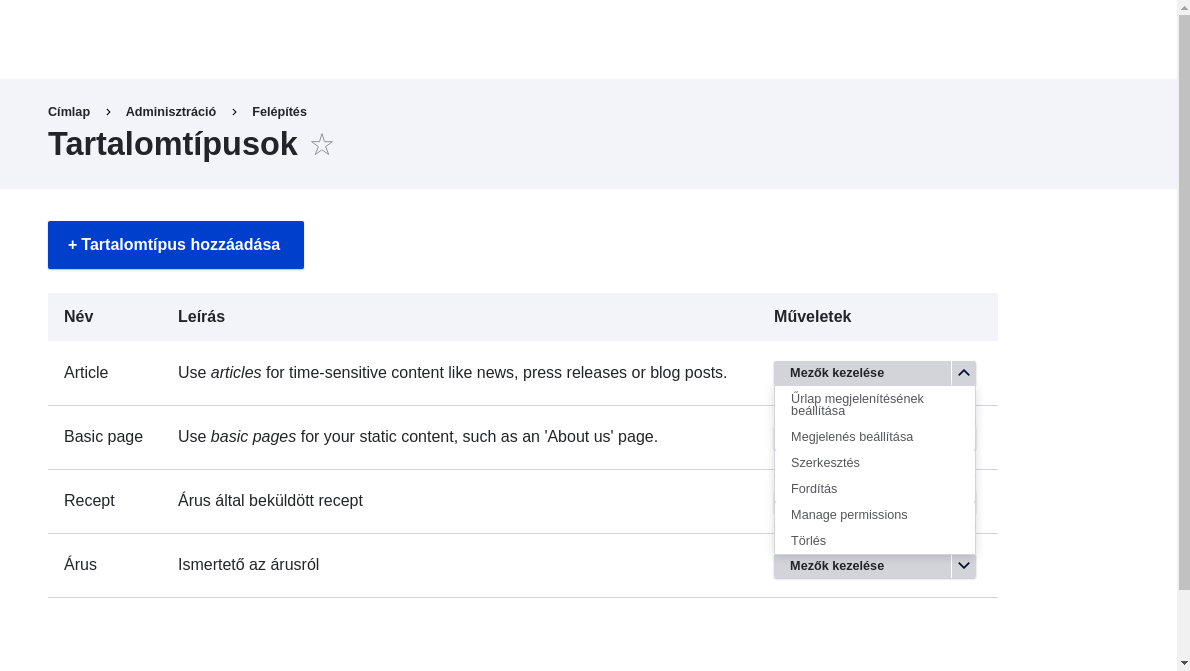 Címlap › Adminisztráció › Felépítés
Tartalomtípusok ☆
+ Tartalomtípus hozzáadása
Név Leírás Műveletek
Article Use articles for time-sensitive content like news, press releases or blog posts. Mezők kezelése
Űrlap megjelenítésének
beállítása
Basic page Use basic pages for your static content, such as an 'About us' page. Megjelenés beállítása
Szerkesztés
Fordítás
Recept Árus által beküldött recept
Manage permissions
Törlés
Árus Ismertető az árusról Mezők kezelése